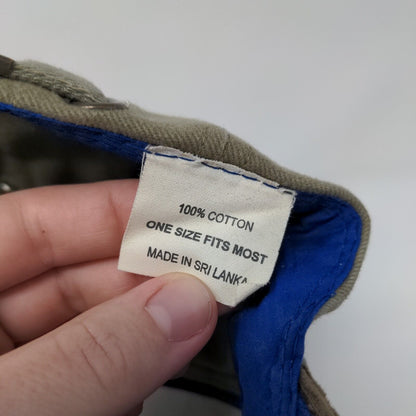 100% COTTON
ONE SIZE FITS MOST
MADE IN SRI LANKA